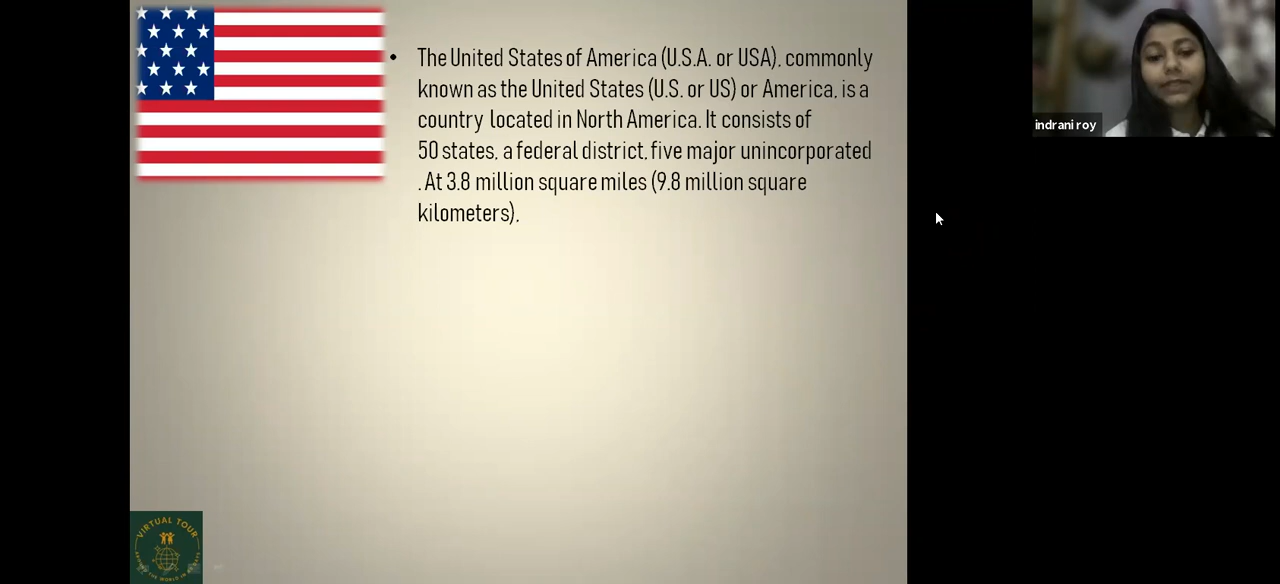 • The United States of America (U.S.A. or USA), commonly
known as the United States (U.S. or US) or America, is a
country located in North America. It consists of
50 states, a federal district, five major unincorporated
. At 3.8 million square miles (9.8 million square
kilometers),
indrani roy
VIRTUAL TOUR